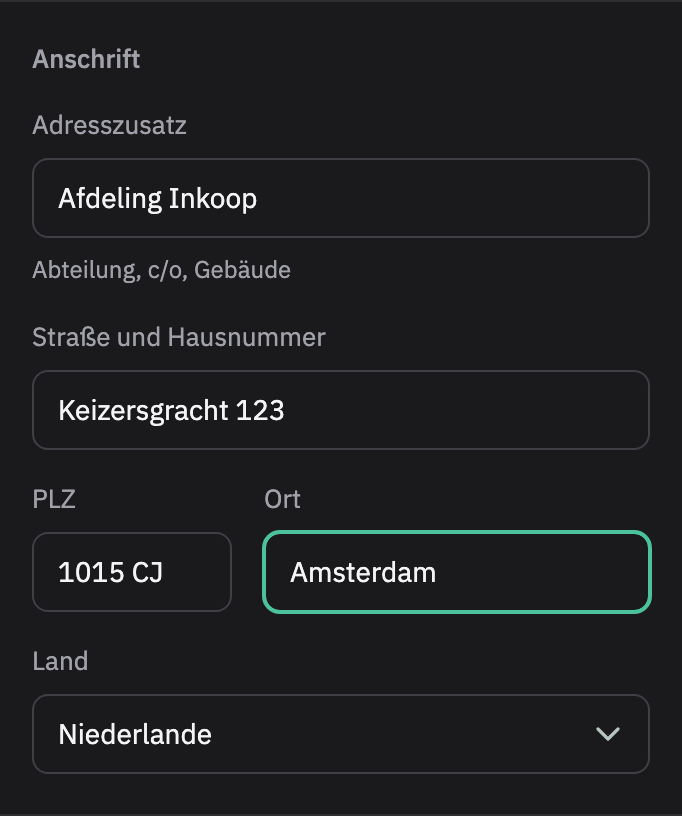 Anschrift
Adresszusatz
Afdeling Inkoop
Abteilung, c/o, Gebäude
Straße und Hausnummer
Keizersgracht 123
PLZ
Ort
1015 CJ
Amsterdam
Land
Niederlande